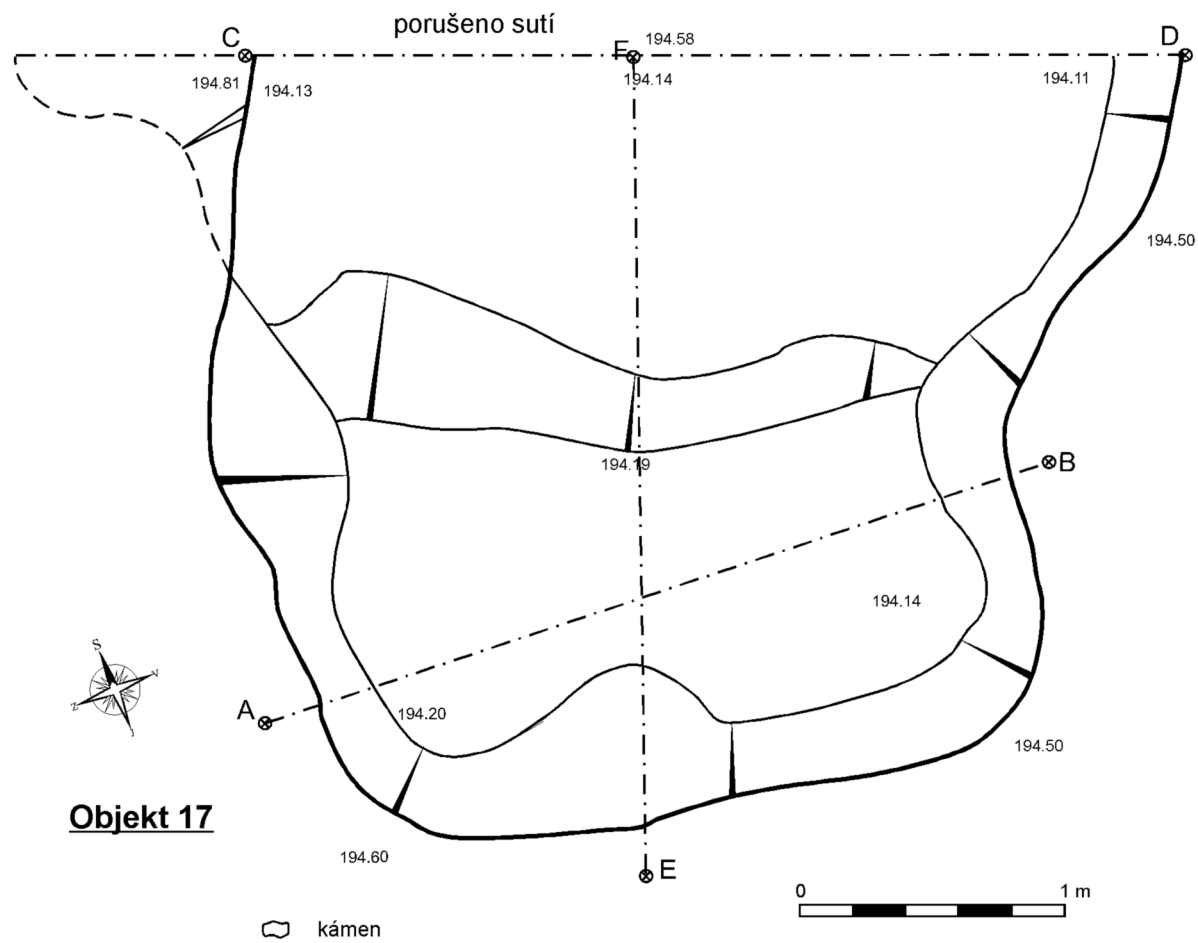 porušeno sutí
C
F
194.58
D
194.81
194.13
194.14
194.11
194.50
194.19
B
194.14
S
V
Z
J
A
194.20
194.50
Objekt 17
194.60
E
0
1 m
kámen